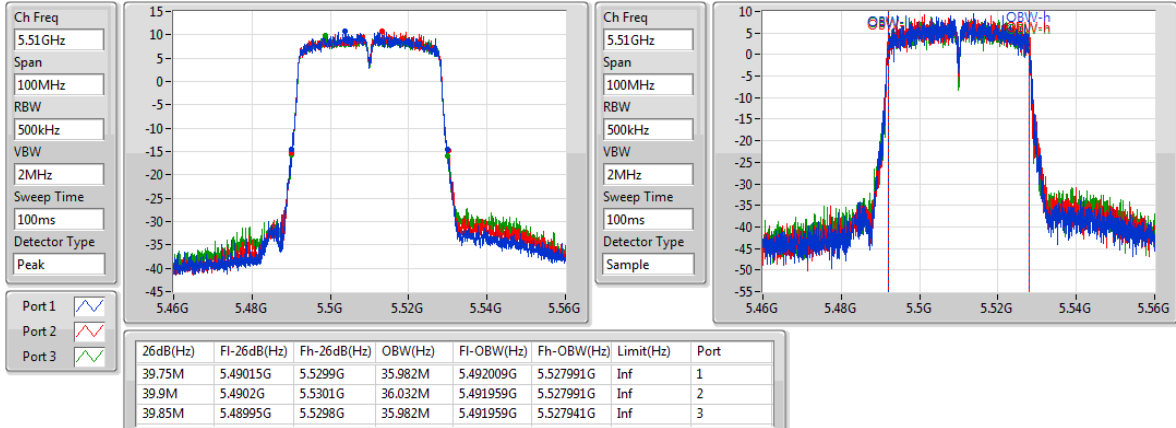 Ch Freq
5.51GHz
Span
100MHz
RBW
500kHz
VBW
2MHz
Sweep Time
100ms
Detector Type
Peak
Port 1
Port 2
Port 3
15
10
5
0
-5
-10
-15
-20
-25
-30
-35
-40
-45
5.46G 5.48G 5.5G 5.52G 5.54G 5.56G
Ch Freq
5.51GHz
Span
100MHz
RBW
500kHz
VBW
2MHz
Sweep Time
100ms
Detector Type
Sample
10
5
0
-5
-10
-15
-20
-25
-30
-35
-40
-45
-50
-55
OBW-h
OBW-h
5.46G 5.48G 5.5G 5.52G 5.54G 5.56G
26dB(Hz) Fl-26dB(Hz) Fh-26dB(Hz) OBW(Hz) Fl-OBW(Hz) Fh-OBW(Hz) Limit(Hz) Port
39.75M 5.49015G 5.5299G 35.982M 5.492009G 5.527991G Inf 1
39.9M 5.4902G 5.5301G 36.032M 5.491959G 5.527991G Inf 2
39.85M 5.48995G 5.5298G 35.982M 5.491959G 5.527941G Inf 3